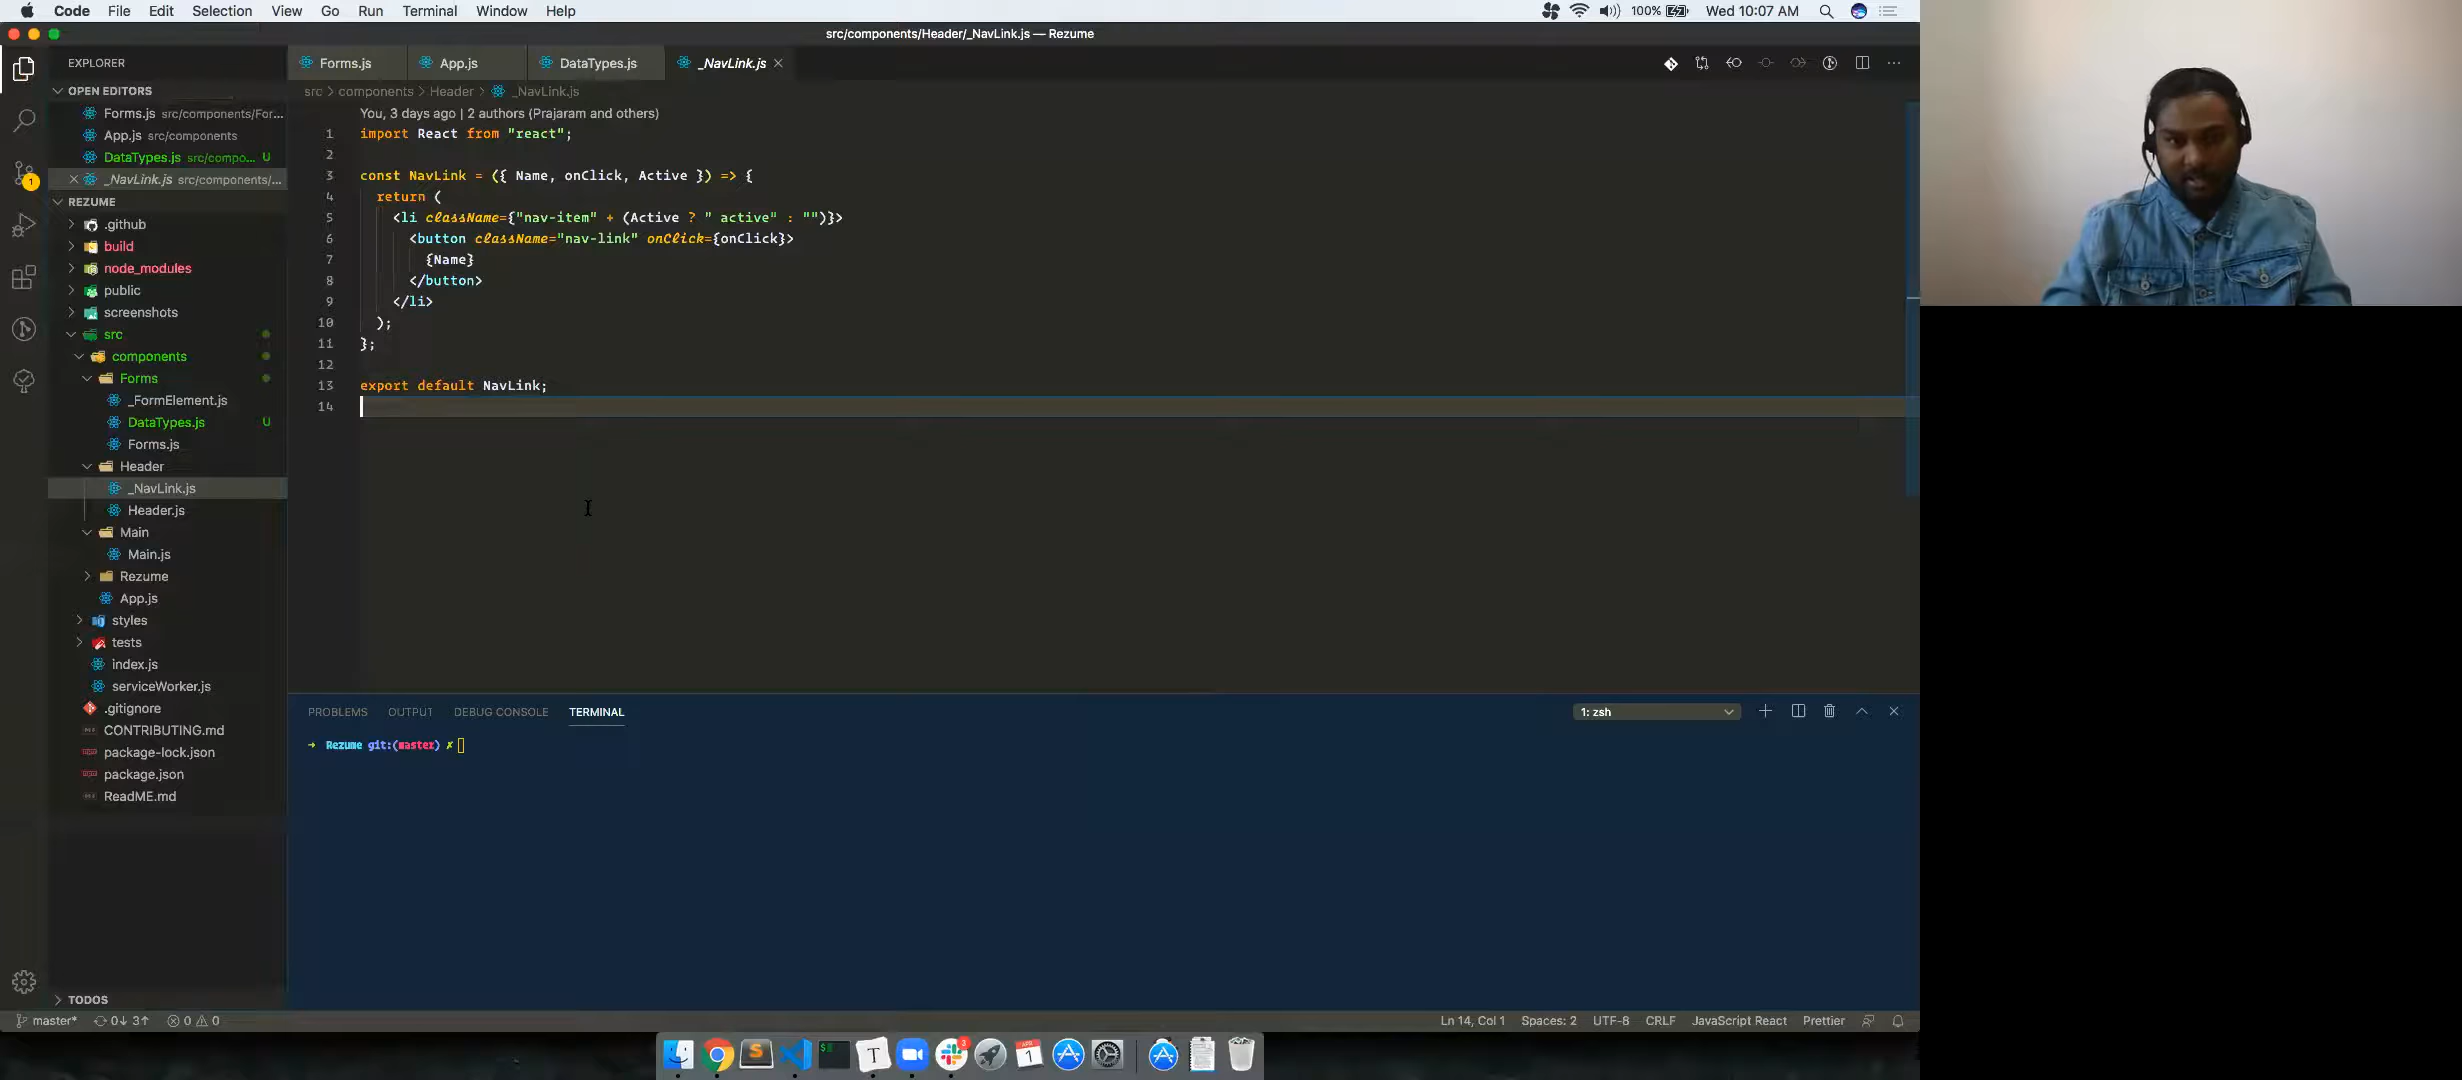 Code File Edit Selection View Go Run Terminal Window Help
100% Wed 10:07 AM
src/components/Header/_NavLink.js — Rezume
EXPLORER
OPEN EDITORS
Forms.js src/components/For...
App.js src/components
DataTypes.js src/compo... U
_NavLink.js src/components/...
1
REZUME
.github
build
node_modules
public
screenshots
src
components
Forms
_FormElement.js
DataTypes.js U
Forms.js
Header
_NavLink.js
Header.js
Main
Main.js
Rezume
App.js
styles
tests
index.js
serviceWorker.js
.gitignore
CONTRIBUTING.md
package-lock.json
package.json
ReadME.md
TODOS
Forms.js App.js DataTypes.js _NavLink.js
src > components > Header > _NavLink.js
You, 3 days ago | 2 authors (Prajaram and others)
1 import React from "react";
2
3 const NavLink = ({ Name, onClick, Active }) => {
4 return (
5 <li className={"nav-item" + (Active ? " active" : "")}>
6 <button className="nav-link" onClick={onClick}>
7 {Name}
8 </button>
9 </li>
10 );
11 };
12
13 export default NavLink;
14
PROBLEMS OUTPUT DEBUG CONSOLE TERMINAL
1: zsh
→ Rezume git:(master) ✗
master* 0↓ 3↑ 0 0
Ln 14, Col 1 Spaces: 2 UTF-8 CRLF JavaScript React Prettier
S $ T 3 APR 1